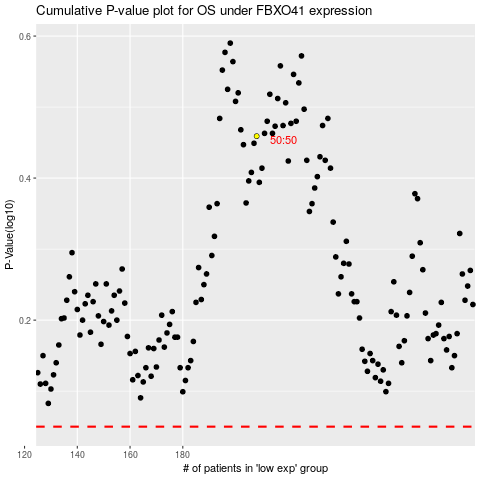 Cumulative P-value plot for OS under FBXO41 expression
P-Value(log10)
0.6
0.4
0.2
50:50
120 140 160 180
# of patients in 'low exp' group